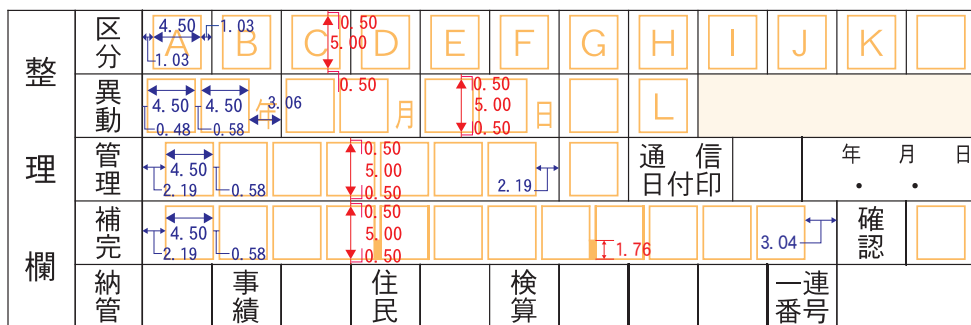 整理欄
区分 A B C D E F G H I J K
4.50 1.03 1.03 0.50 5.00 0.50
異動 年 月 日 L
4.50 4.50 3.06 0.48 0.58 0.50 5.00 0.50
管理 通信日付印 年 月 日
4.50 2.19 0.58 0.50 5.00 0.50 2.19 ・ ・
補完 確認
4.50 2.19 0.58 0.50 5.00 0.50 1.76 3.04
納管 事績 住民 検算 一連番号